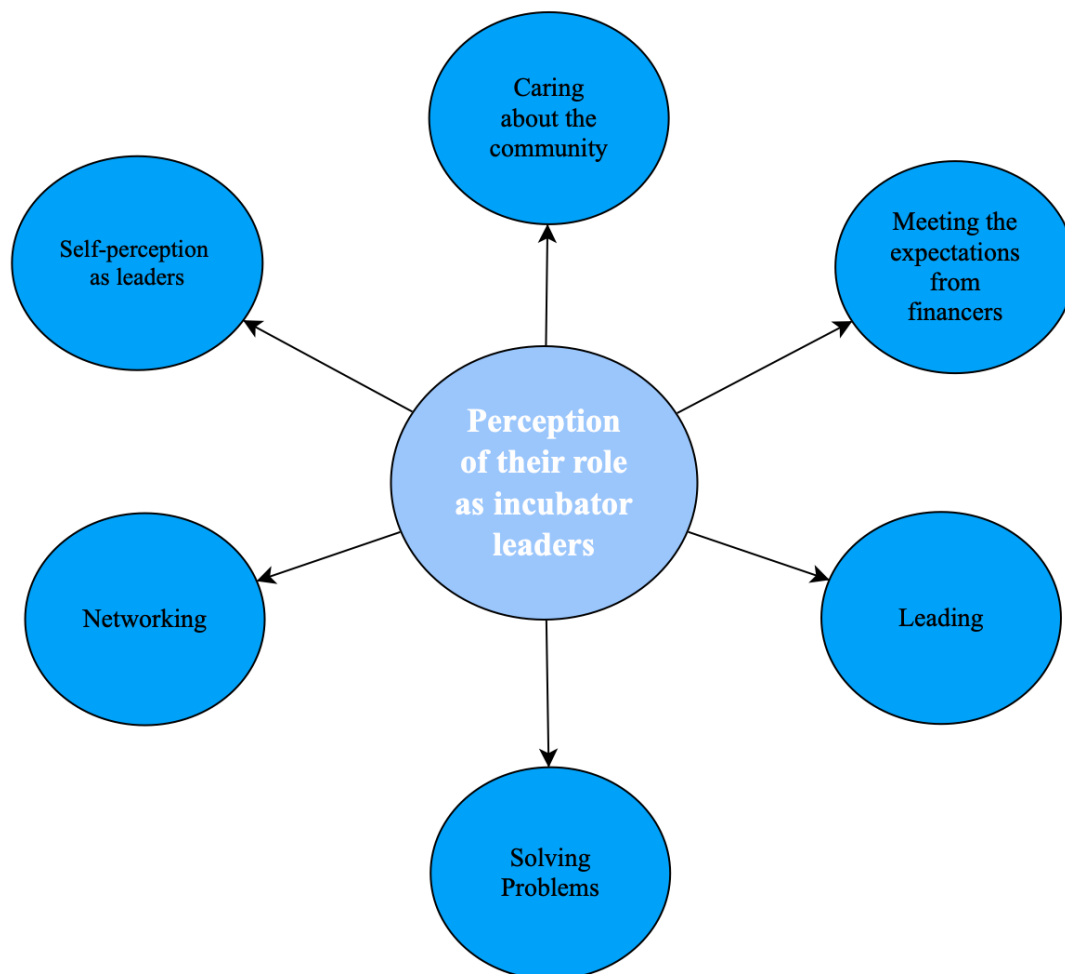 Caring
about the
community
Self-perception
as leaders
Meeting the
expectations
from
financers
Perception
of their role
as incubator
leaders
Networking
Leading
Solving
Problems